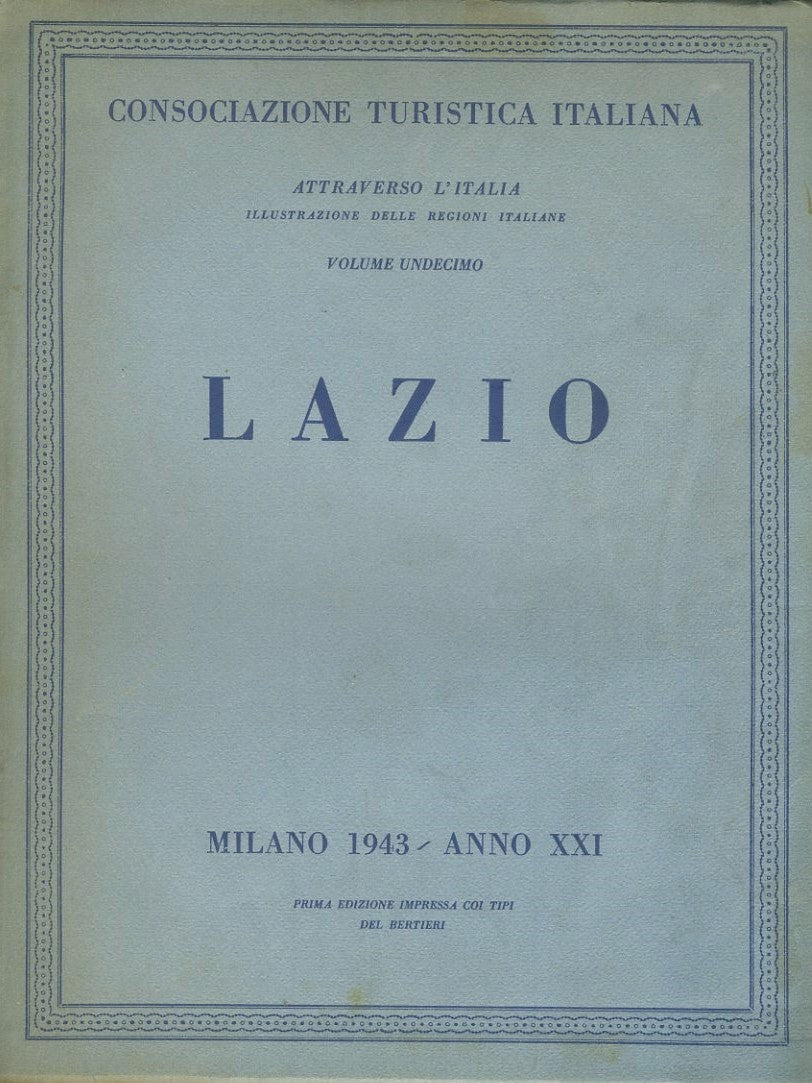 CONSOCIAZIONE TURISTICA ITALIANA
ATTRAVERSO L'ITALIA
ILLUSTRAZIONE DELLE REGIONI ITALIANE
VOLUME UNDECIMO
LAZIO
MILANO 1943 - ANNO XXI
PRIMA EDIZIONE IMPRESSA COI TIPI
DEL BERTIERI